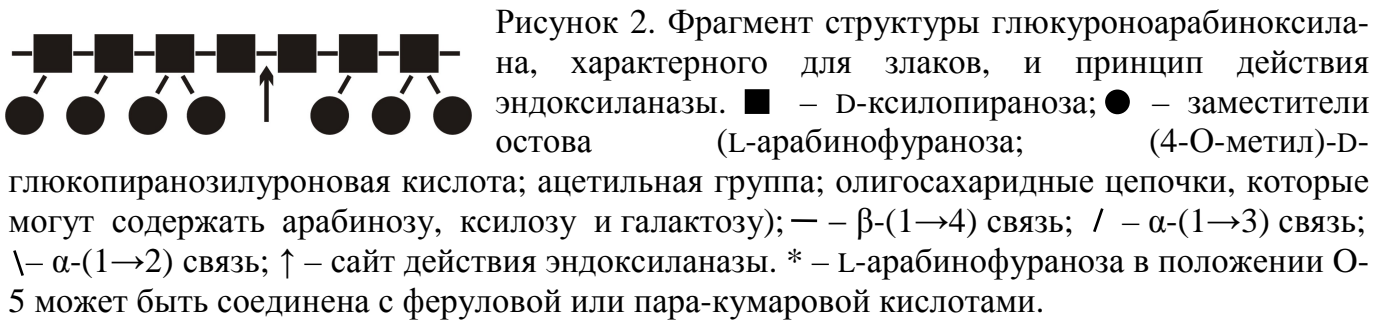 Рисунок 2. Фрагмент структуры глюкуроноарабиноксила-
на, характерного для злаков, и принцип действия
эндоксиланазы. ■ – D-ксилопираноза; ● – заместители
остова (L-арабинофураноза; (4-О-метил)-D-
глюкопиранозилуроновая кислота; ацетильная группа; олигосахаридные цепочки, которые
могут содержать арабинозу, ксилозу и галактозу); — – β-(1→4) связь; / – α-(1→3) связь;
\– α-(1→2) связь; ↑ – сайт действия эндоксиланазы. * – L-арабинофураноза в положении О-
5 может быть соединена с феруловой или пара-кумаровой кислотами.